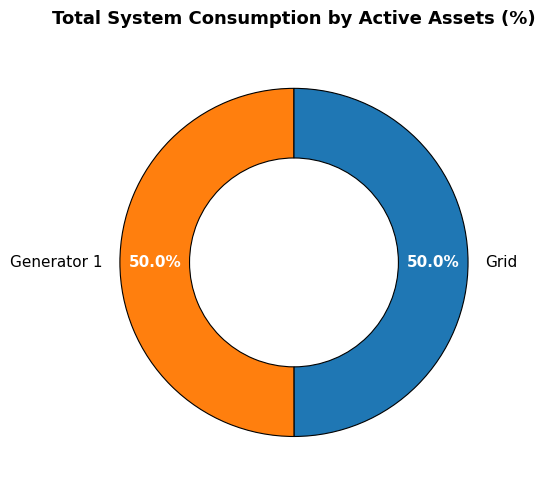 Total System Consumption by Active Assets (%)
Generator 1
50.0%
50.0%
Grid